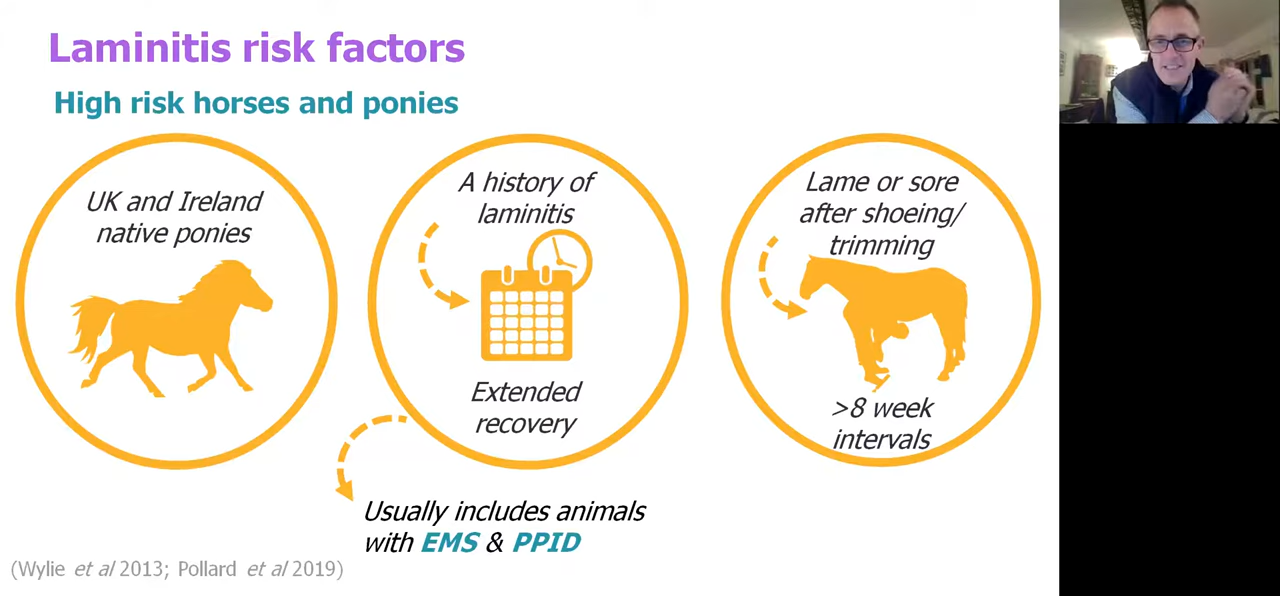 Laminitis risk factors
High risk horses and ponies
UK and Ireland
native ponies
A history of
laminitis
Extended
recovery
Lame or sore
after shoeing/
trimming
>8 week
intervals
Usually includes animals
with EMS & PPID
(Wylie et al 2013; Pollard et al 2019)